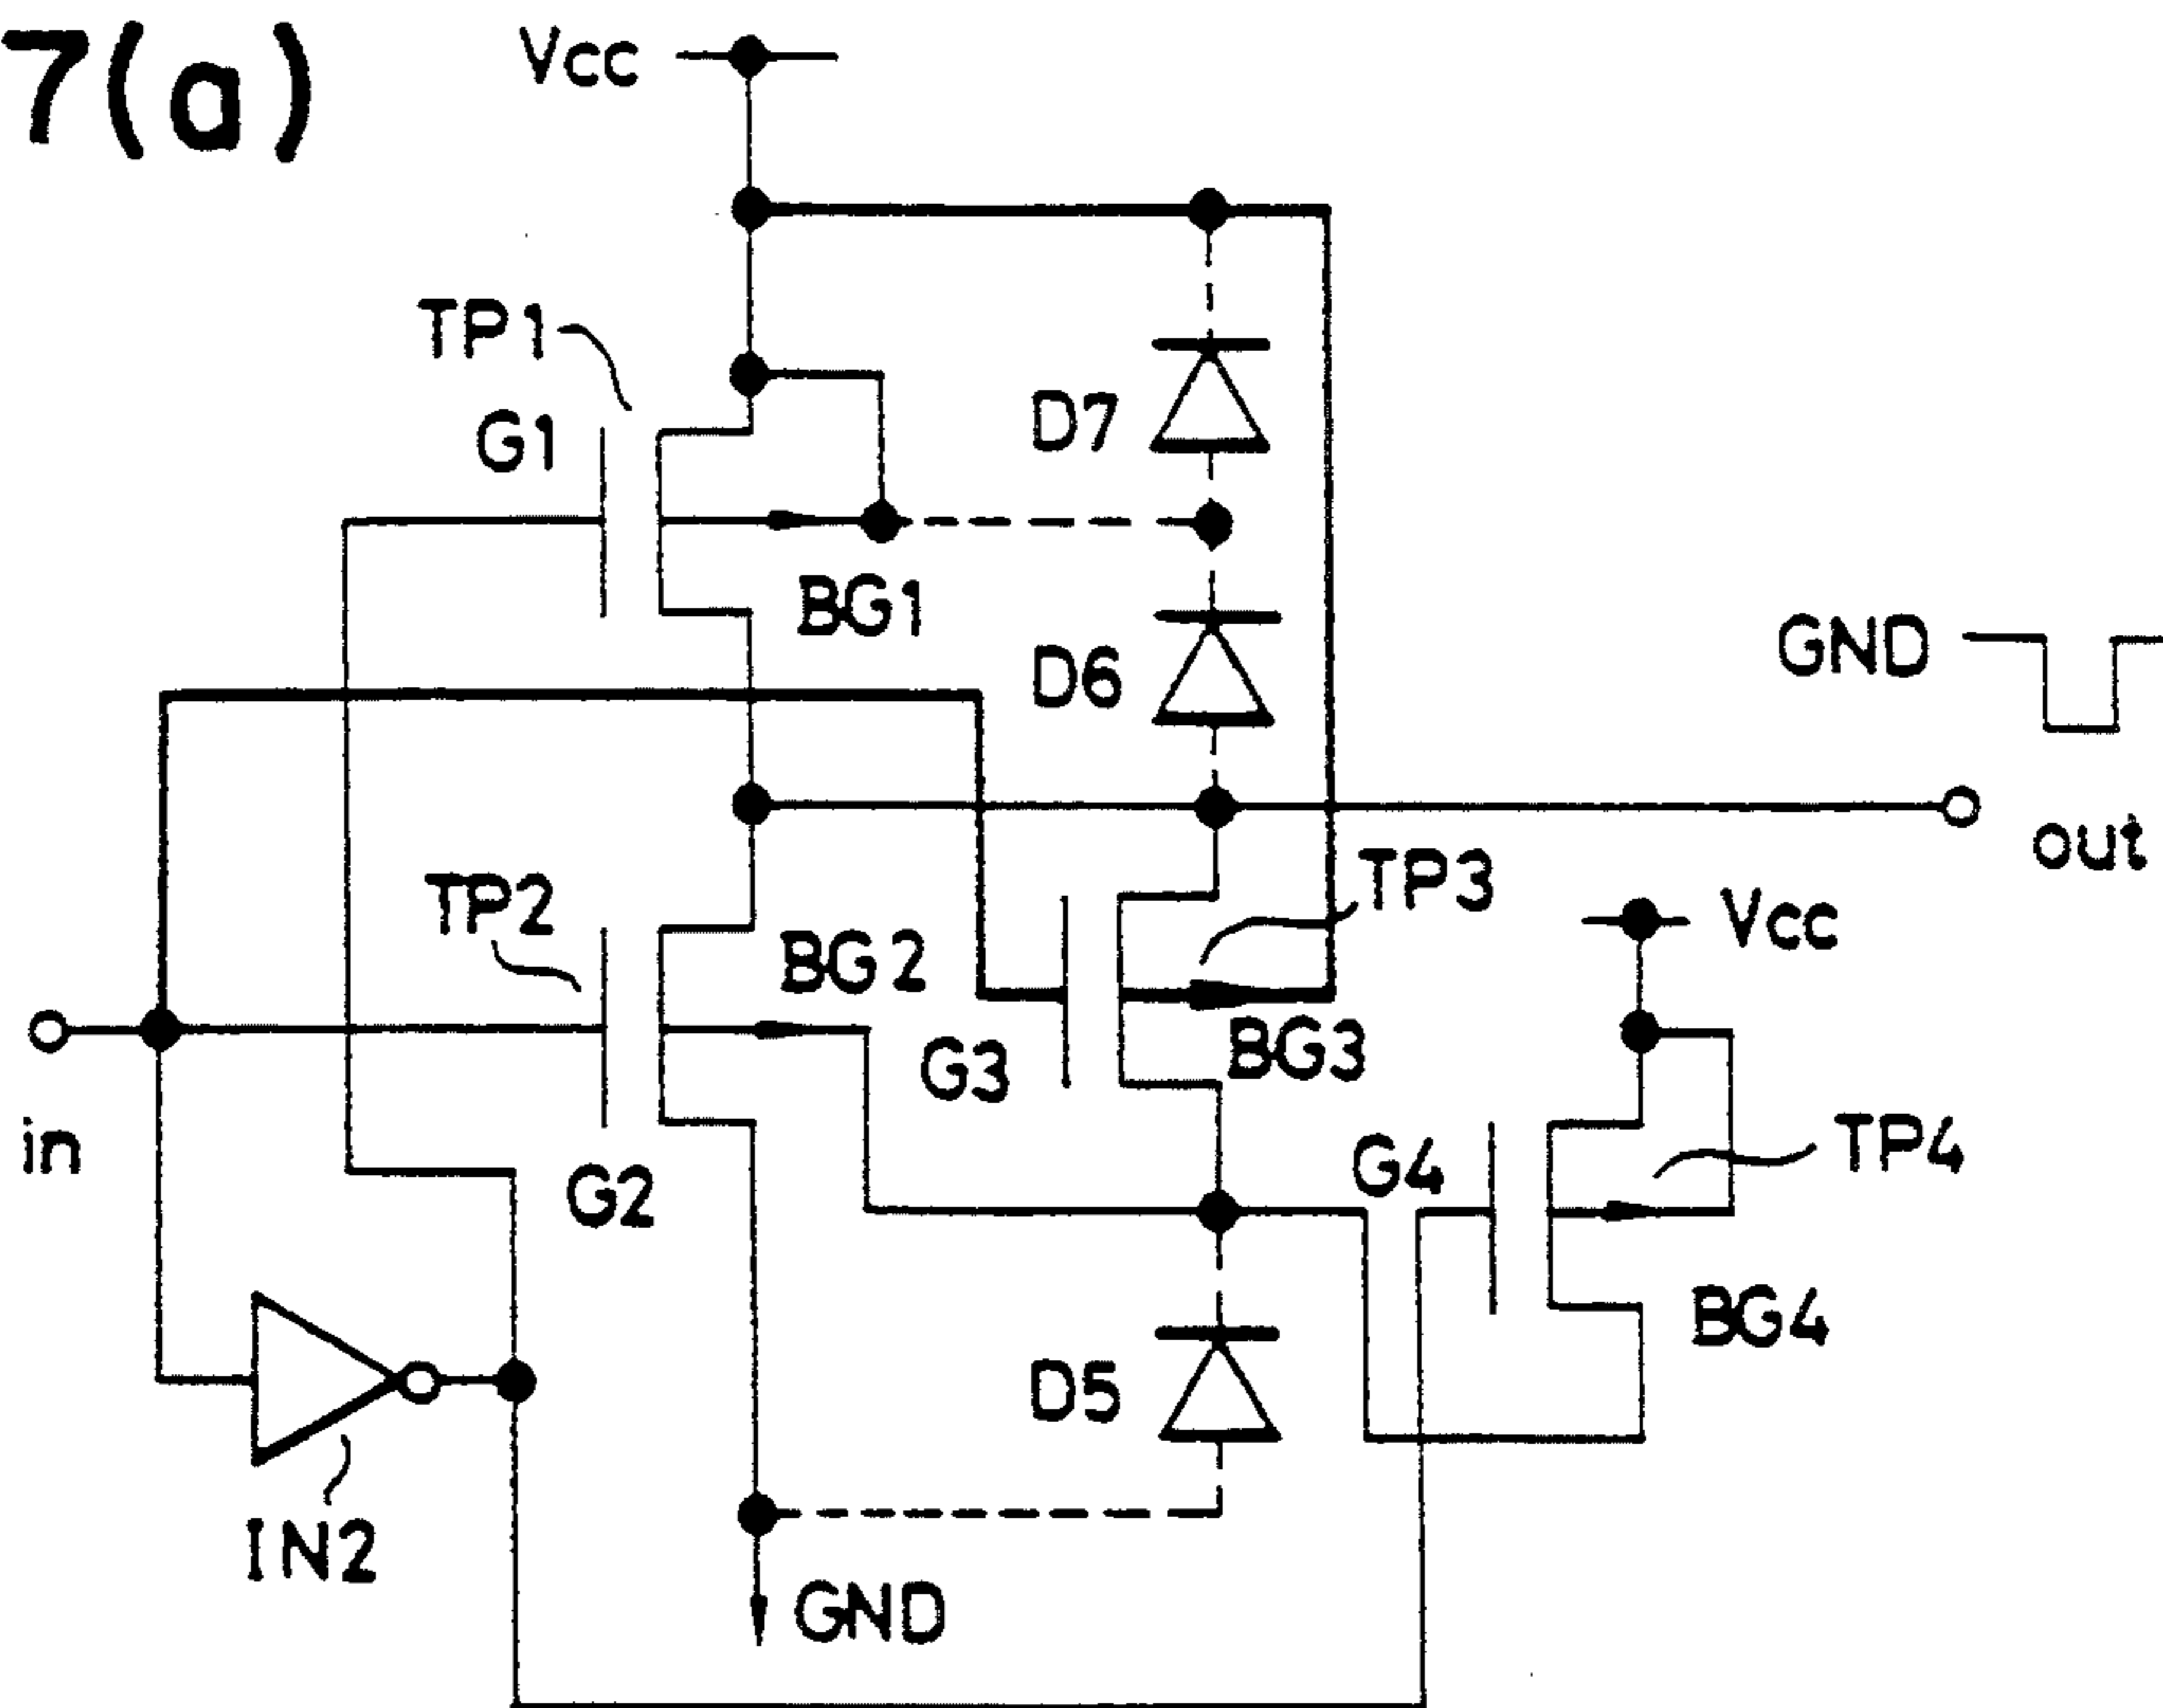 7(a)
Vcc
TP1
G1
D7
BG1
D6
GND
out
TP3
TP2
BG2
Vcc
G3
BG3
in
G2
G4
TP4
BG4
D5
IN2
GND